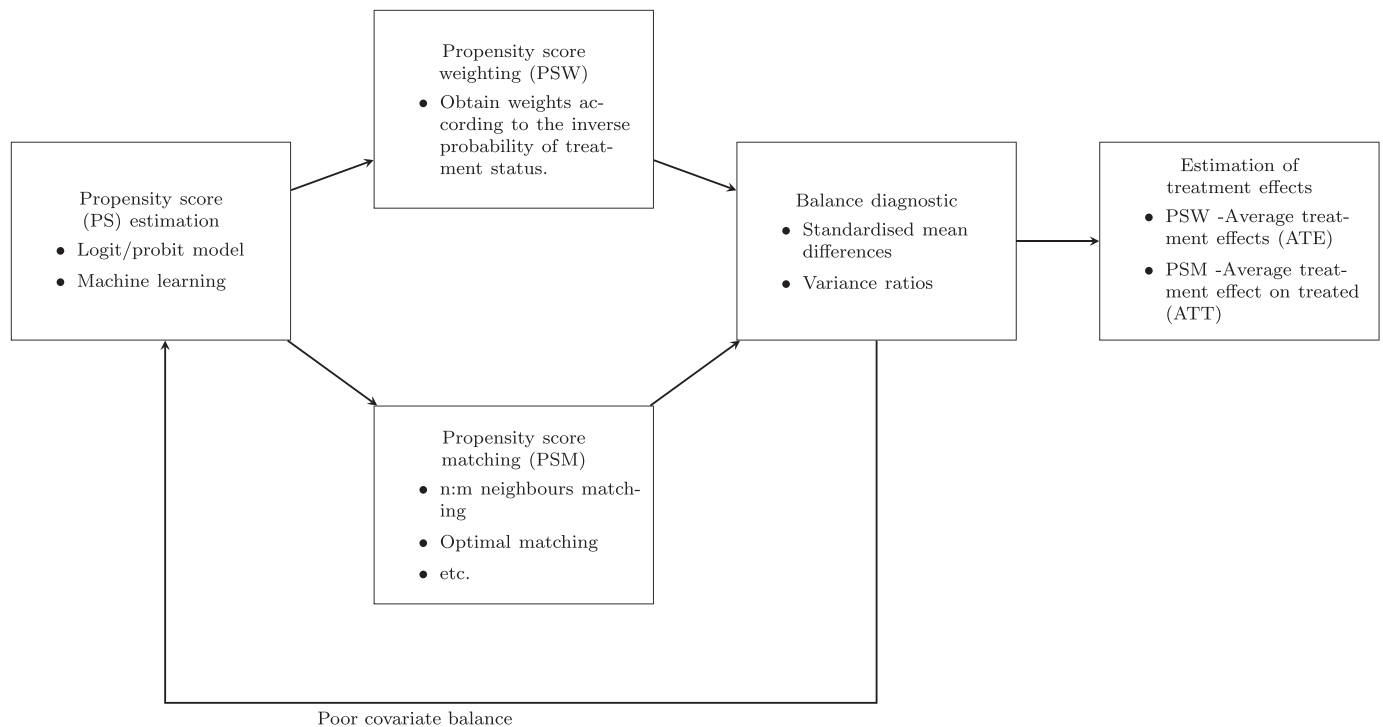 Propensity score
(PS) estimation
• Logit/probit model
• Machine learning
Propensity score
weighting (PSW)
• Obtain weights ac-
cording to the inverse
probability of treat-
ment status.
Propensity score
matching (PSM)
• n:m neighbours match-
ing
• Optimal matching
• etc.
Balance diagnostic
• Standardised mean
differences
• Variance ratios
Estimation of
treatment effects
• PSW -Average treat-
ment effects (ATE)
• PSM -Average treat-
ment effect on treated
(ATT)
Poor covariate balance